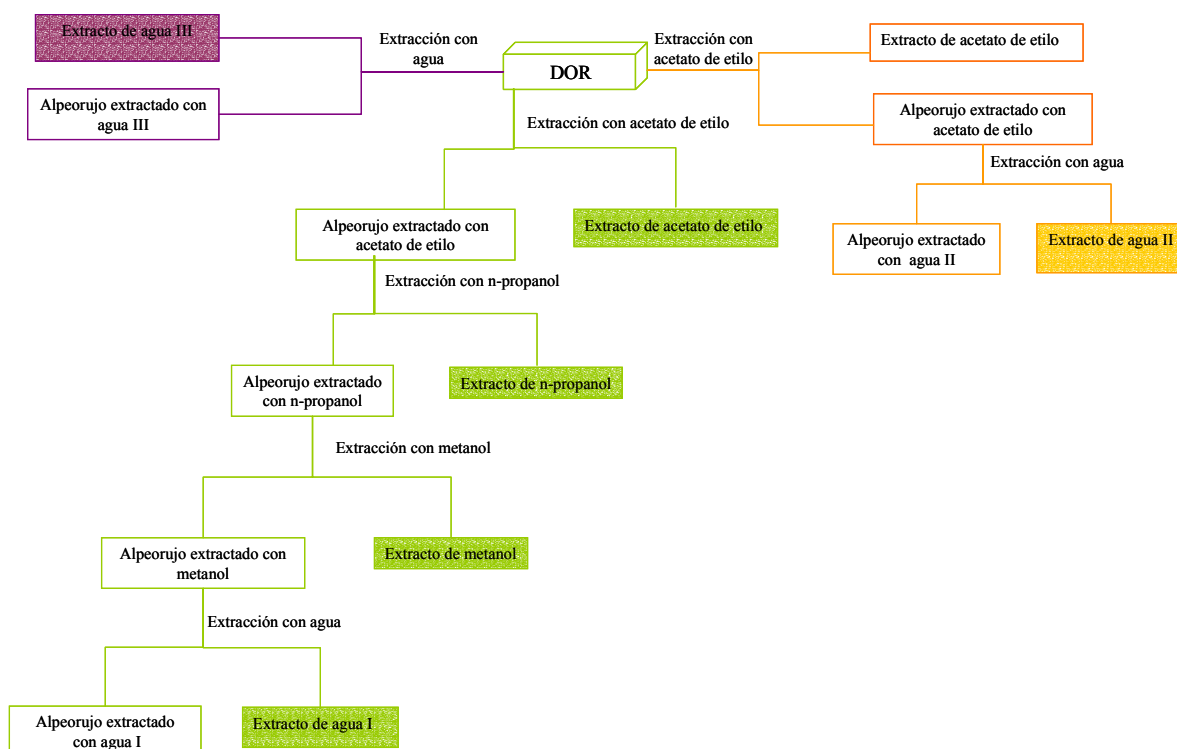 Extracto de agua III
Extracción con
agua
DOR
Extracción con
acetato de etilo
Extracto de acetato de etilo
Alpeorujo extractado con
agua III
Alpeorujo extractado con
acetato de etilo
Extracción con acetato de etilo
Extracción con agua
Alpeorujo extractado con
acetato de etilo
Extracto de acetato de etilo
Alpeorujo extractado
con agua II
Extracto de agua II
Extracción con n-propanol
Alpeorujo extractado
con n-propanol
Extracto de n-propanol
Extracción con metanol
Alpeorujo extractado con
metanol
Extracto de metanol
Extracción con agua
Alpeorujo extractado
con agua I
Extracto de agua I